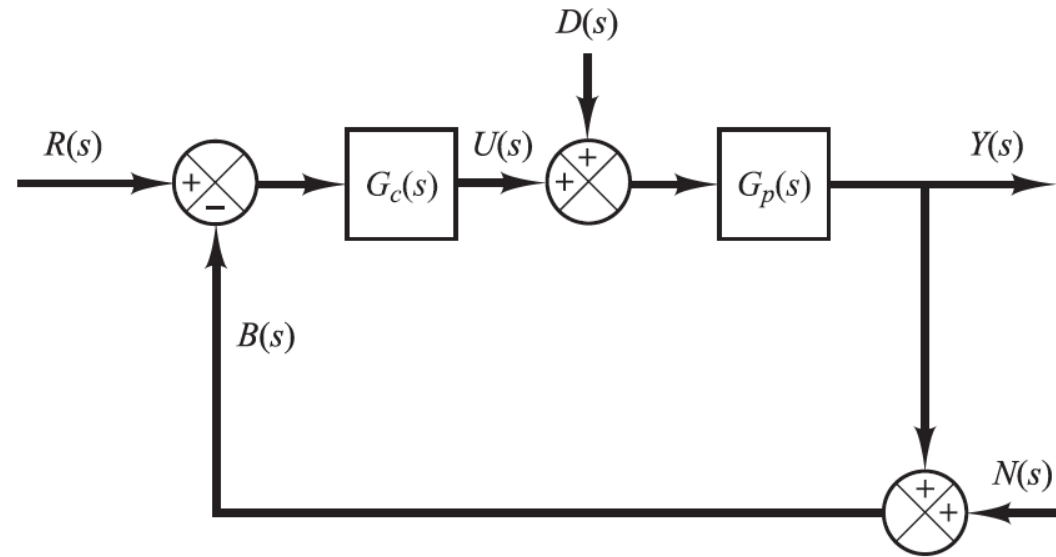 D(s)
R(s)
+
−
G_c(s)
U(s)
+
+
G_p(s)
Y(s)
B(s)
+
+
N(s)